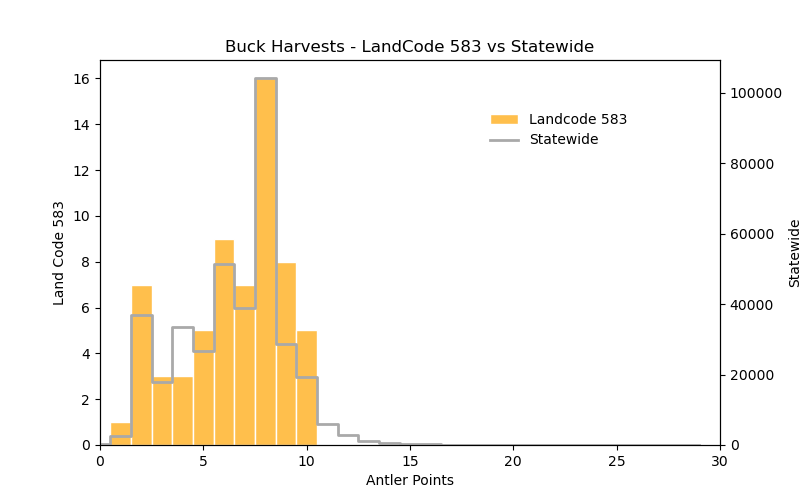 Buck Harvests - LandCode 583 vs Statewide
Landcode 583
Statewide
Land Code 583
16
14
12
10
8
6
4
2
0
100000
80000
60000
40000
20000
0
Statewide
0 5 10 15 20 25 30
Antler Points